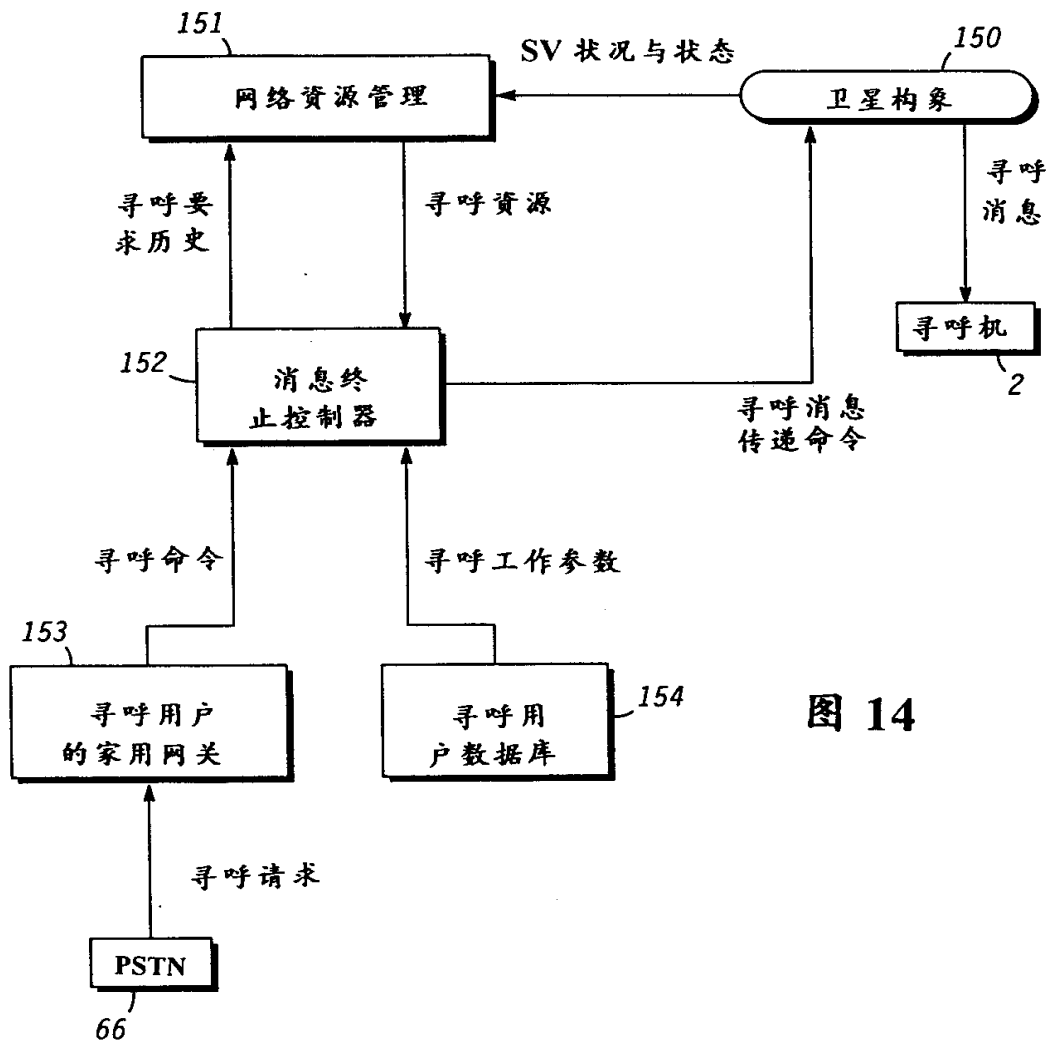 151
SV 状况与状态
150
网络资源管理
卫星构象
寻呼要
求历史
寻呼资源
寻呼
消息
寻呼机
2
152
消息终
止控制器
寻呼消息
传递命令
寻呼命令
寻呼工作参数
153
寻呼用户
的家用网关
154
寻呼用
户数据库
图 14
寻呼请求
PSTN
66